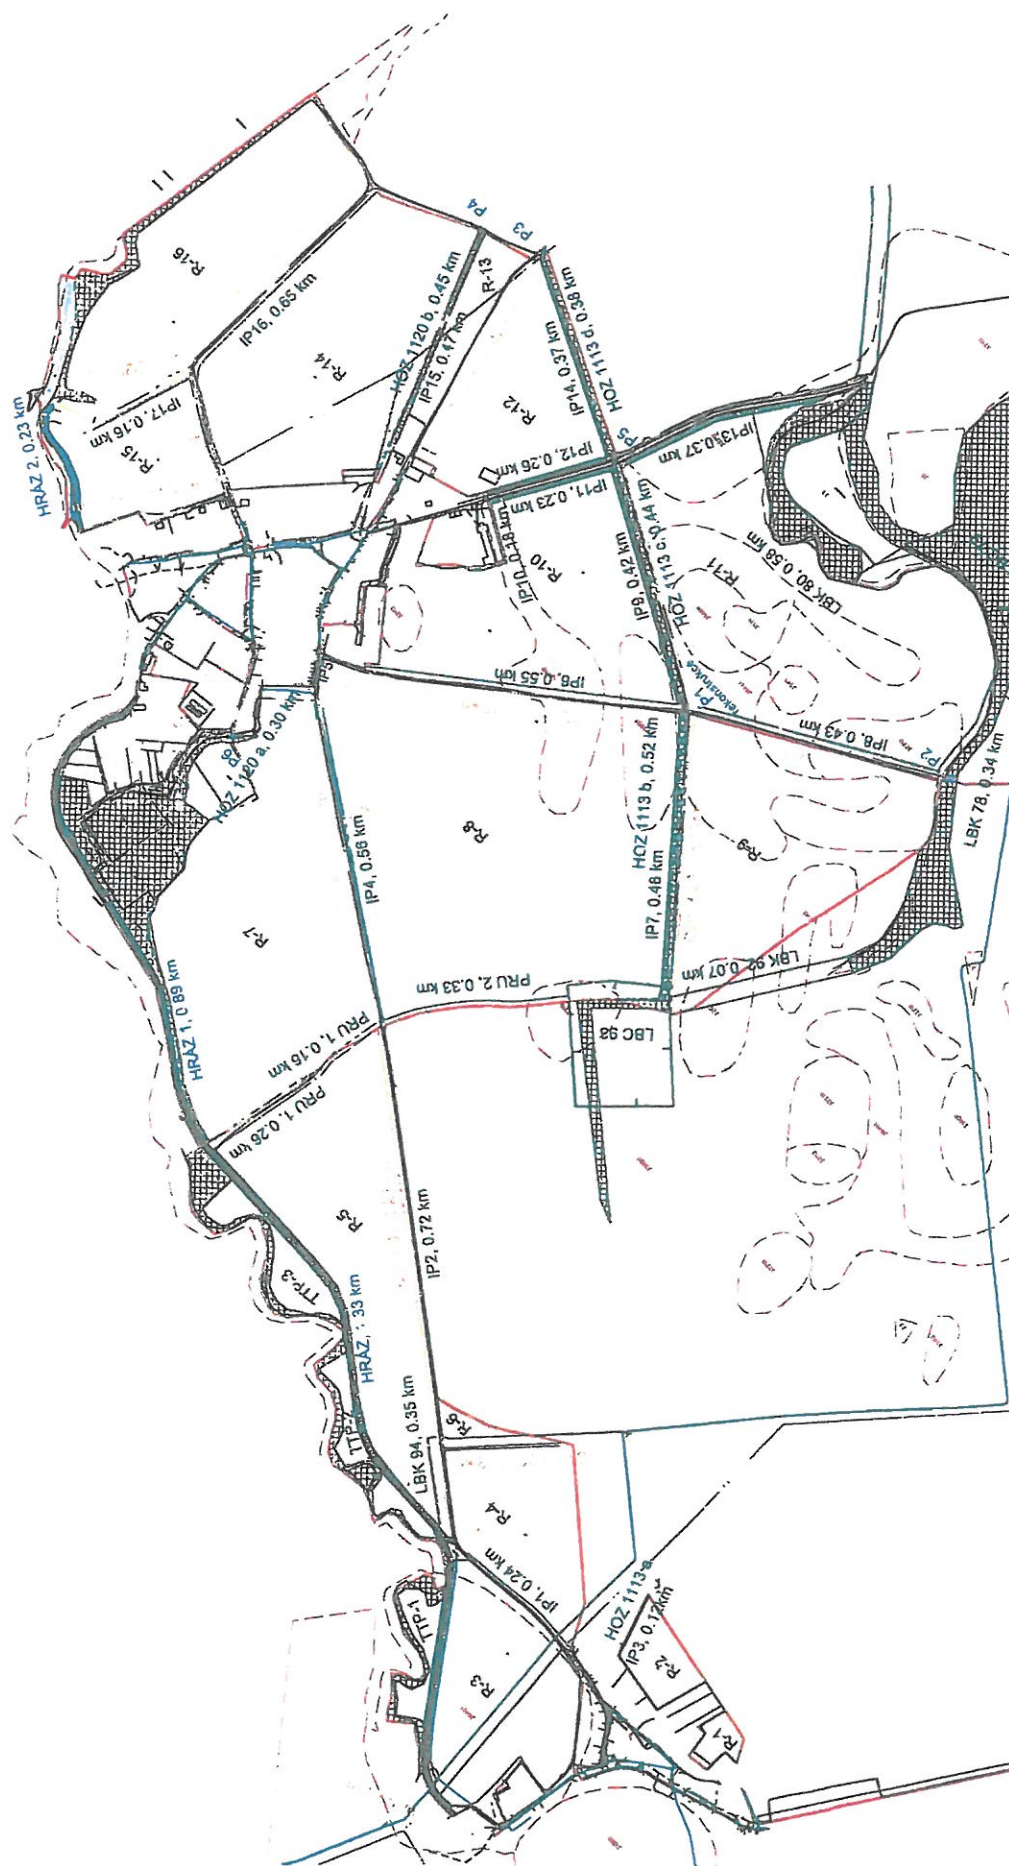 I
II
R-16
HRÁZ 2, 0.23 km
IP17, 0.16 km
R-15
IP16, 0.65 km
R-14
P4
P3
HOZ 1120 b, 0.45 km
IP15, 0.47 km
R-13
R-12
IP14, 0.37 km
HOZ 1113 d, 0.38 km
P5
IP12, 0.26 km
IP11, 0.23 km
IP13, 0.37 km
IP10, 0.18 km
R-10
IP9, 0.42 km
HOZ 1113 c, 0.44 km
R-11
LBK 80, 0.58 km
IP5
IP6, 0.55 km
P1
rekonstrukce
IP8, 0.43 km
P2
LBK 78, 0.34 km
P6
HOZ 1120 a, 0.30 km
IP4, 0.56 km
R-8
HOZ 1113 b, 0.52 km
IP7, 0.48 km
R-9
R-7
HRÁZ 1, 0 89 km
PRU 2, 0.33 km
LBK 92 0.07 km
PRU 1, 0.15 km
PRU 1, 0.26 km
LBC 93
R-5
IP2, 0.72 km
TTP-3
TTP-2
LBK 94, 0.35 km
R-6
R-4
IP1, 0.24 km
HOZ 1113-a
IP3, 0.12km
R-2
R-1
TTP-1
R-3